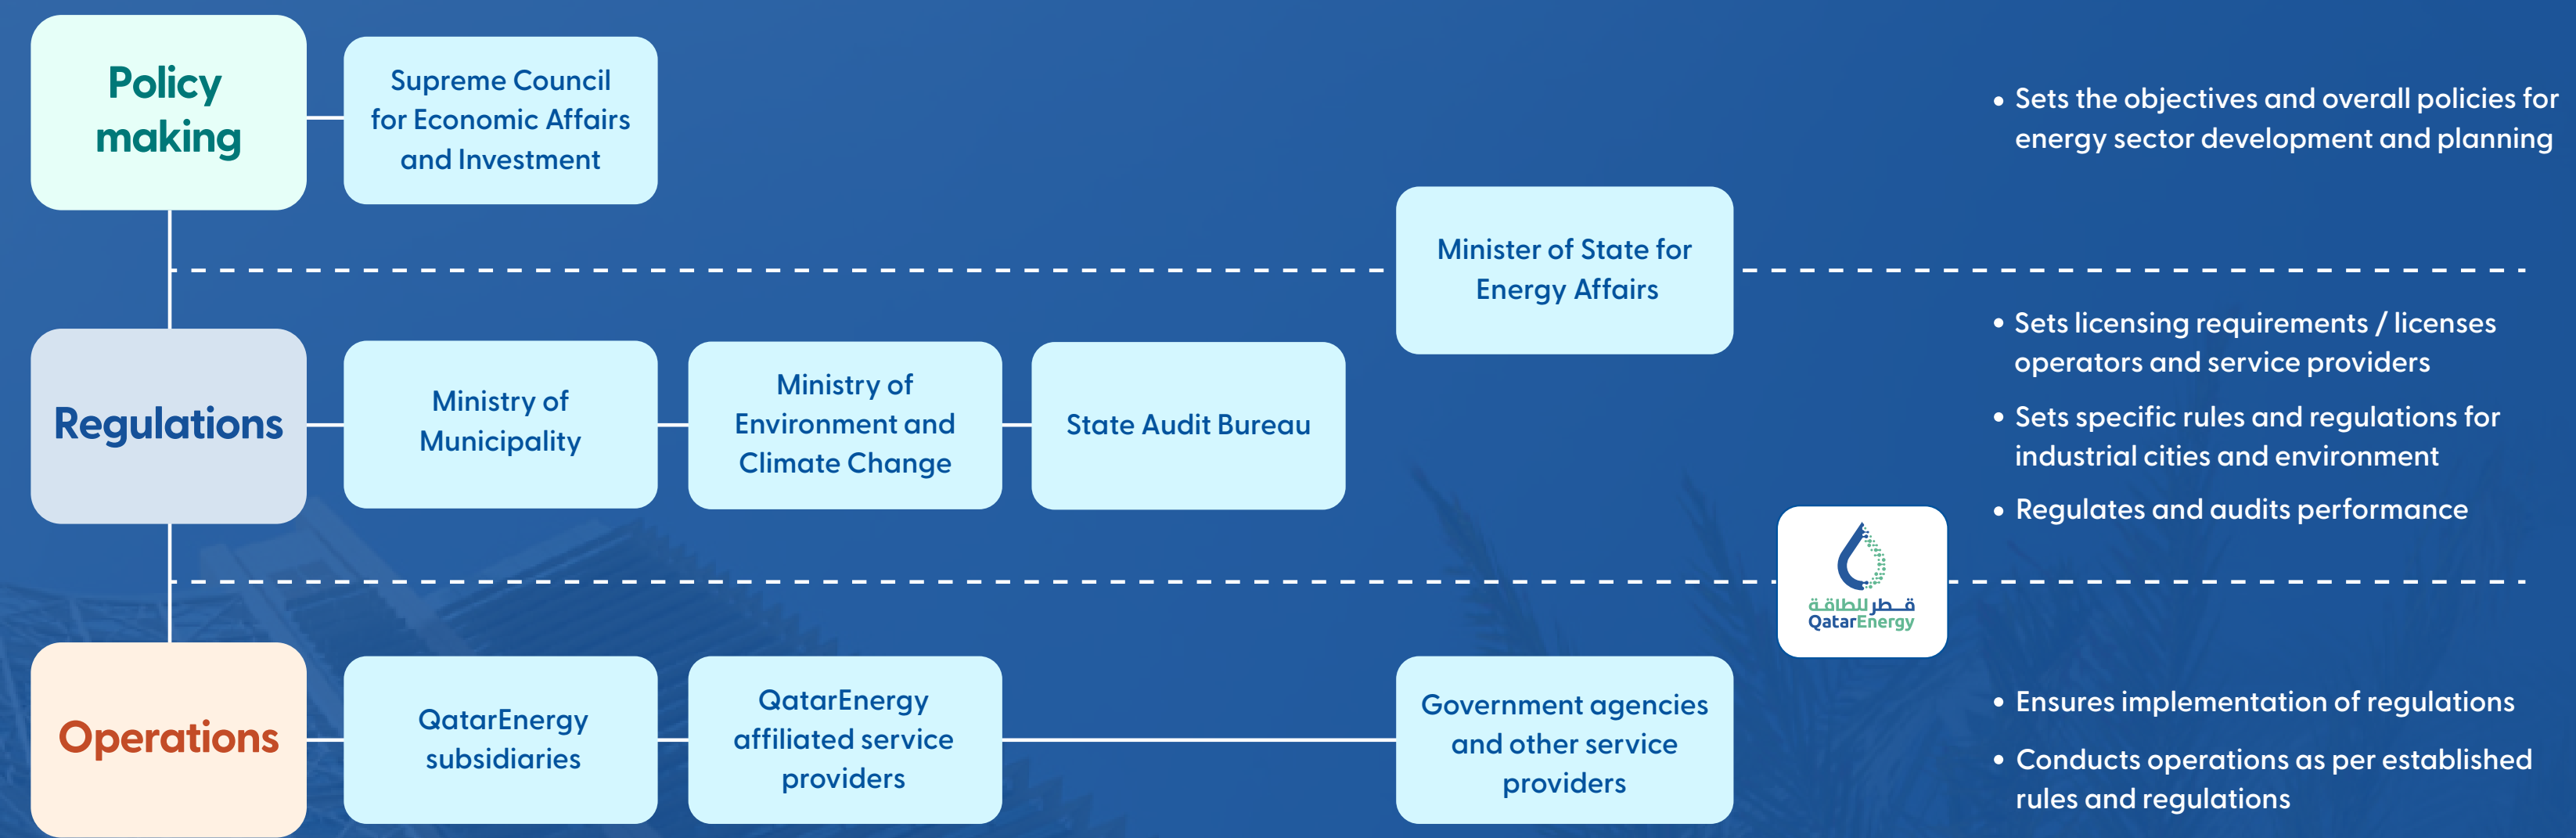 Policy
making
Supreme Council
for Economic Affairs
and Investment
• Sets the objectives and overall policies for
energy sector development and planning
Minister of State for
Energy Affairs
Regulations
Ministry of
Municipality
Ministry of
Environment and
Climate Change
State Audit Bureau
• Sets licensing requirements / licenses
operators and service providers
• Sets specific rules and regulations for
industrial cities and environment
• Regulates and audits performance
قطر للطاقة
QatarEnergy
Operations
QatarEnergy
subsidiaries
QatarEnergy
affiliated service
providers
Government agencies
and other service
providers
• Ensures implementation of regulations
• Conducts operations as per established
rules and regulations